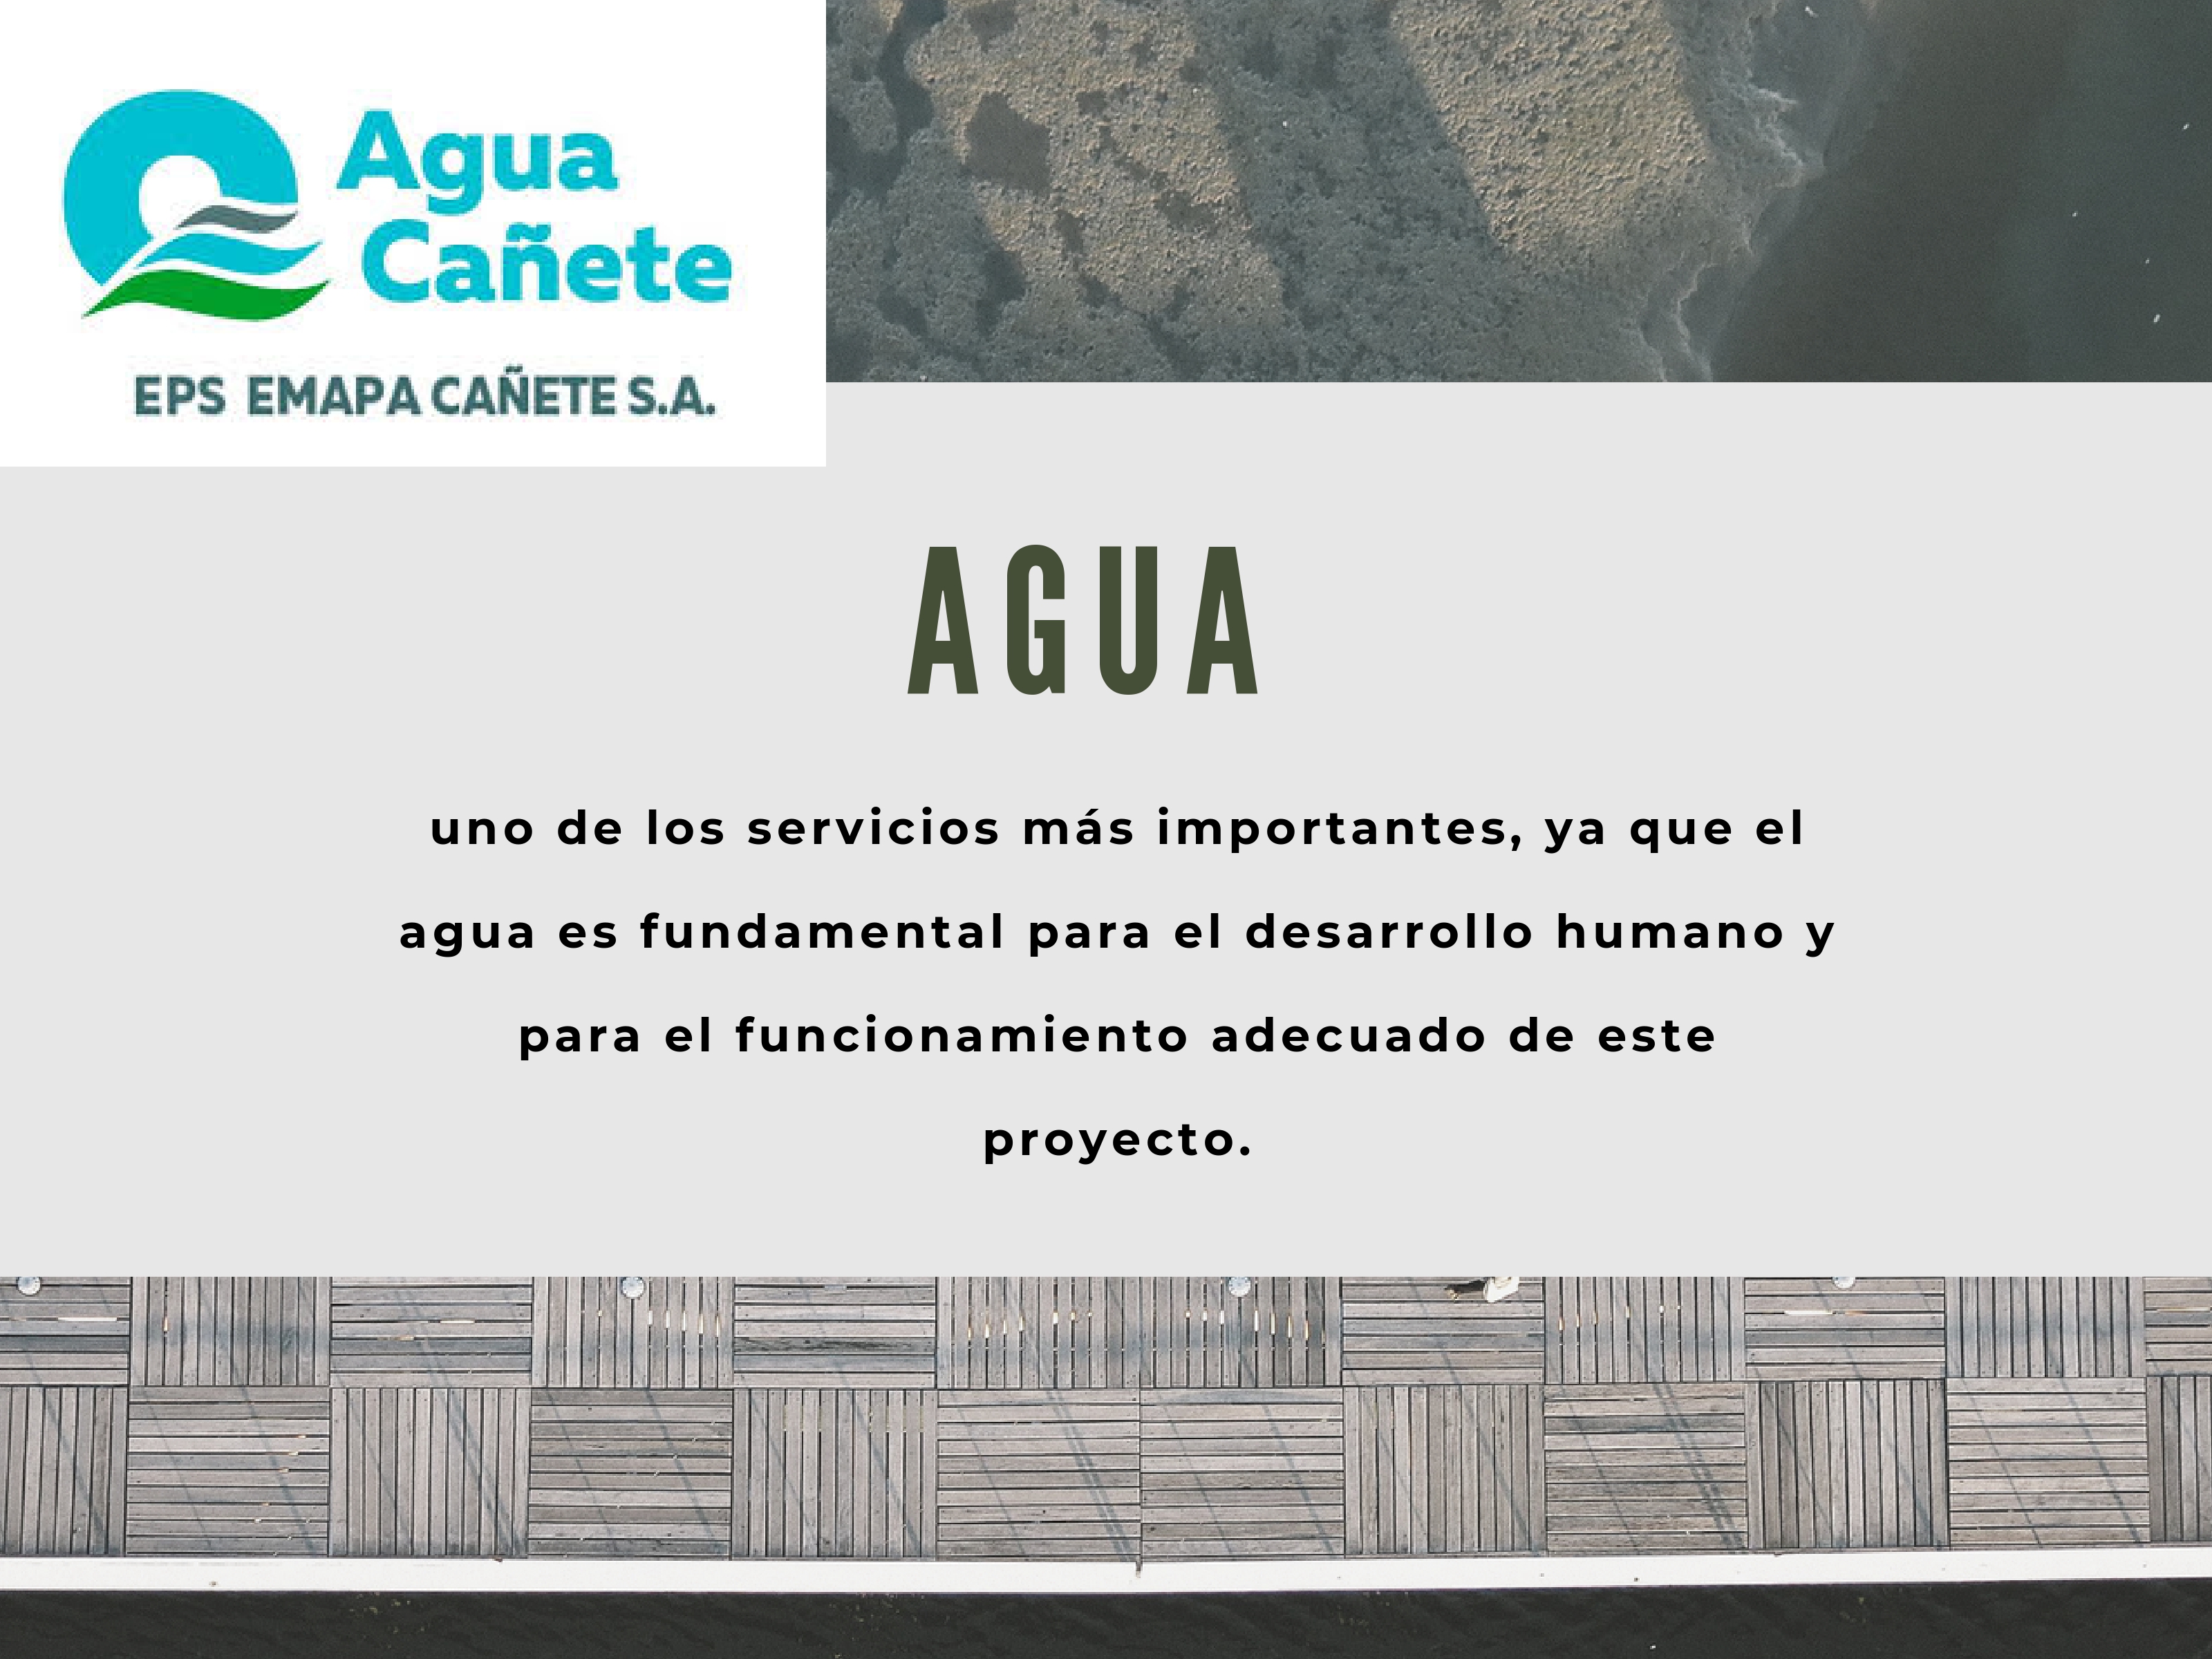 Agua
Cañete
EPS EMAPA CAÑETE S.A.
AGUA
uno de los servicios más importantes, ya que el
agua es fundamental para el desarrollo humano y
para el funcionamiento adecuado de este
proyecto.